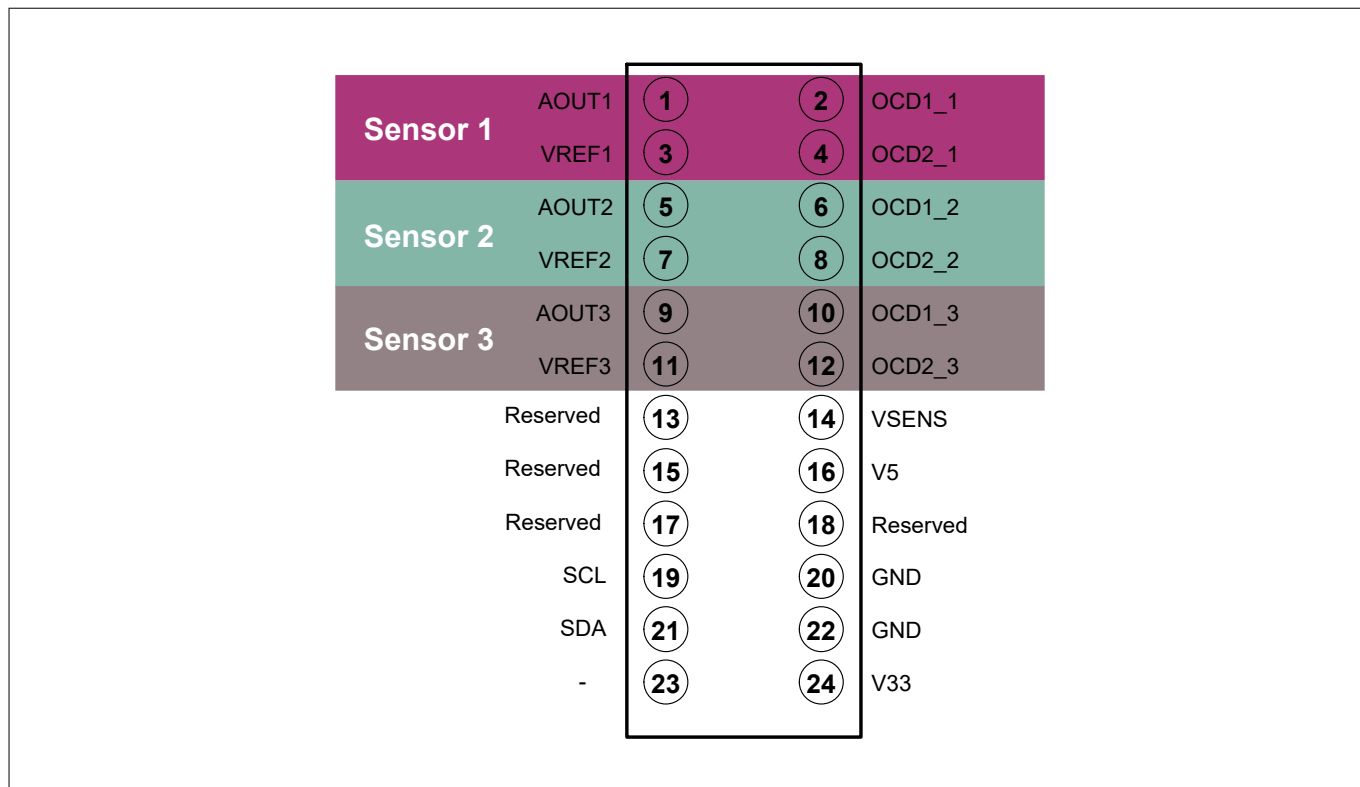 Sensor 1
AOUT1 1 2 OCD1_1
VREF1 3 4 OCD2_1
Sensor 2
AOUT2 5 6 OCD1_2
VREF2 7 8 OCD2_2
Sensor 3
AOUT3 9 10 OCD1_3
VREF3 11 12 OCD2_3
Reserved 13 14 VSENS
Reserved 15 16 V5
Reserved 17 18 Reserved
SCL 19 20 GND
SDA 21 22 GND
- 23 24 V33